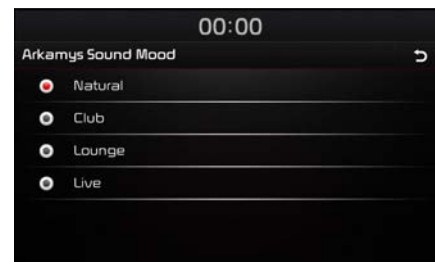 00:00
Arkamys Sound Mood
Natural
Club
Lounge
Live